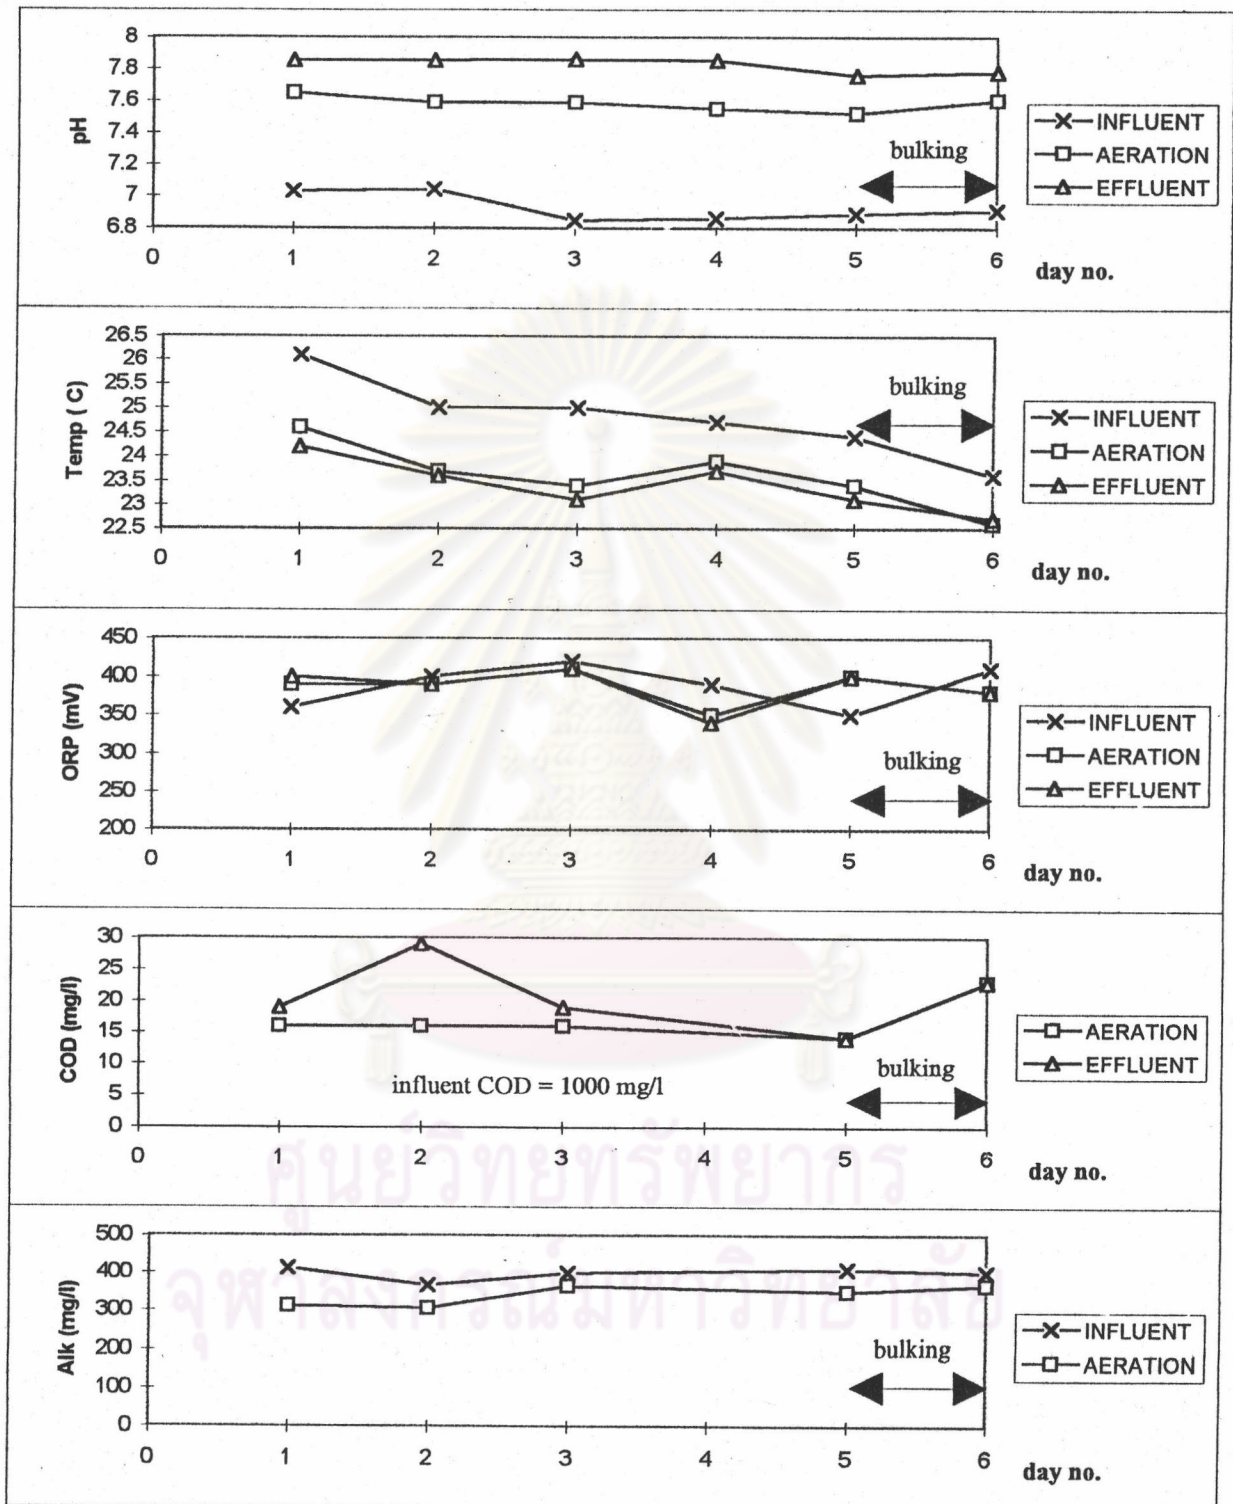 8
7.8
7.6
7.4
7.2
7
6.8
pH
bulking
INFLUENT
AERATION
EFFLUENT
0 1 2 3 4 5 6
day no.
26.5
26
25.5
25
24.5
24
23.5
23
22.5
Temp ( C)
bulking
INFLUENT
AERATION
EFFLUENT
0 1 2 3 4 5 6
day no.
450
400
350
300
250
200
ORP (mV)
bulking
INFLUENT
AERATION
EFFLUENT
0 1 2 3 4 5 6
day no.
30
25
20
15
10
5
0
COD (mg/l)
influent COD = 1000 mg/l
bulking
AERATION
EFFLUENT
0 1 2 3 4 5 6
day no.
ศูนย์วิทยทรัพยากร
500
400
300
200
100
0
Alk (mg/l)
จุฬาลงกรณ์มหาวิทยาลัย
bulking
INFLUENT
AERATION
0 1 2 3 4 5 6
day no.